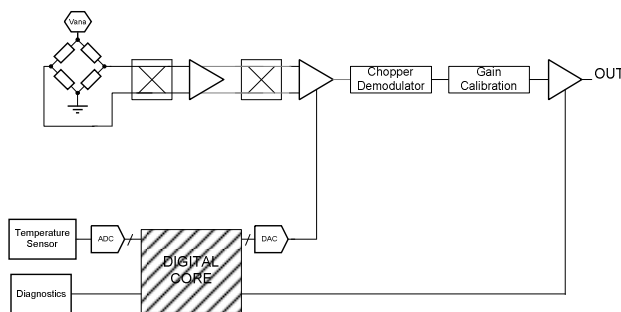 Vana
Chopper
Demodulator
Gain
Calibration
OUT
Temperature
Sensor
ADC
DAC
DIGITAL
CORE
Diagnostics